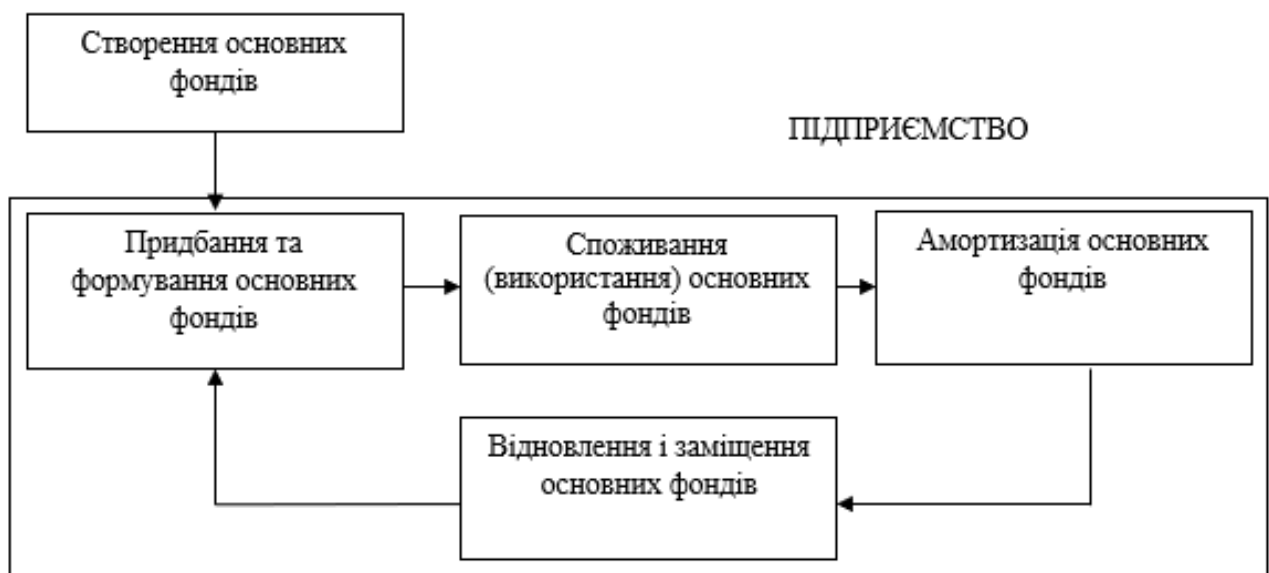 Створення основних
фондів
ПІДПРИЄМСТВО
Придбання та
формування основних
фондів
Споживання
(використання) основних
фондів
Амортизація основних
фондів
Відновлення і заміщення
основних фондів